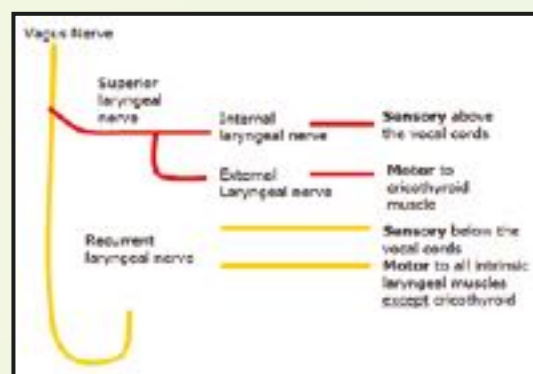 Vagus Nerve
Superior
laryngeal
nerve
Internal
laryngeal nerve
Sensory above
the vocal cords
External
Laryngeal nerve
Motor to
cricothyroid
muscle
Recurrent
laryngeal nerve
Sensory below the
vocal cords
Motor to all intrinsic
laryngeal muscles
except cricothyroid